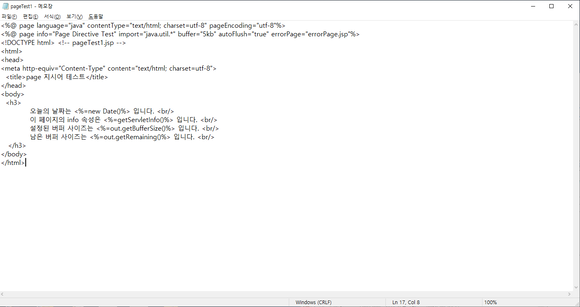 pageTest1 - 메모장
파일(F) 편집(E) 서식(O) 보기(V) 도움말
<%@ page language="java" contentType="text/html; charset=utf-8" pageEncoding="utf-8"%>
<%@ page info="Page Directive Test" import="java.util.*" buffer="5kb" autoFlush="true" errorPage="errorPage.jsp"%>
<!DOCTYPE html> <!-- pageTest1.jsp -->
<html>
<head>
<meta http-equiv="Content-Type" content="text/html; charset=utf-8">
<title>page 지시어 테스트</title>
</head>
<body>
<h3>
오늘의 날짜는 <%=new Date()%> 입니다. <br/>
이 페이지의 info 속성은 <%=getServletInfo()%> 입니다. <br/>
설정된 버퍼 사이즈는 <%=out.getBufferSize()%> 입니다. <br/>
남은 버퍼 사이즈는 <%=out.getRemaining()%> 입니다. <br/>
</h3>
</body>
</html>
Windows (CRLF) Ln 17, Col 8 100%